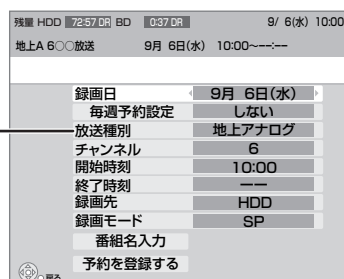 残量 HDD 72:57 DR BD 0:37 DR 9/ 6(水) 10:00
地上A 6○○放送 9月 6日(水) 10:00~--:--
録画日 9月 6日(水)
毎週予約設定 しない
放送種別 地上アナログ
チャンネル 6
開始時刻 10:00
終了時刻 --
録画先 HDD
録画モード SP
番組名入力
予約を登録する
戻る